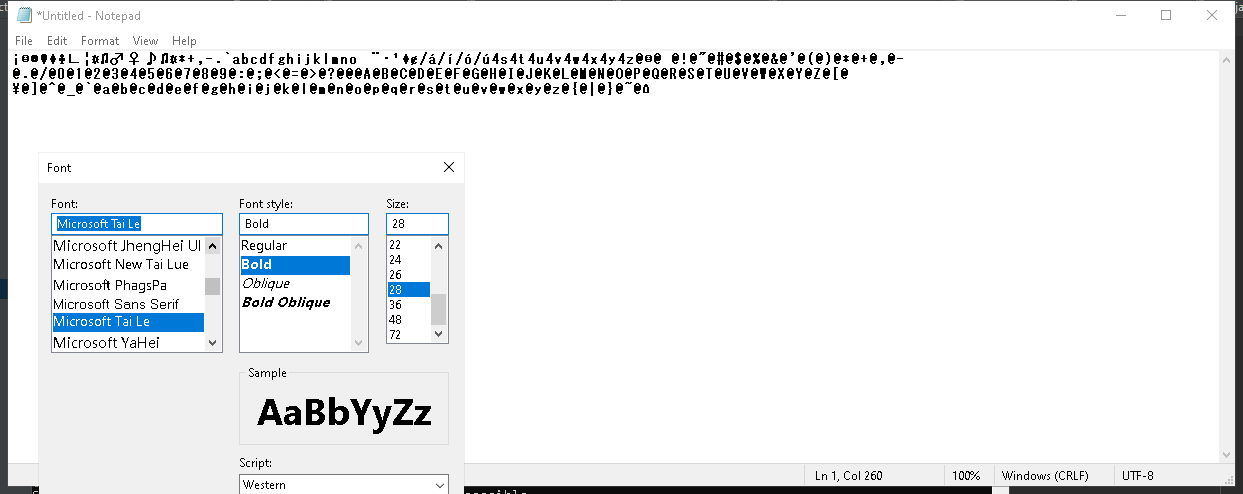 *Untitled - Notepad
File Edit Format View Help
+,-.`abcdefghijklmno ¨·'♦¢/á/í/ó/ú4s4t4u4v4w4x4y4z@@@ @!@˝@#@$@%@&@'@(@)@*@+@,@-
@.@/@0@1@2@3@4@5@6@7@8@9@:@;@<@=@>@?@@@A@B@C@D@E@F@G@H@I@J@K@L@M@N@O@P@Q@R@S@T@U@V@W@X@Y@Z@[@
¥@]@^@_@`@a@b@c@d@e@f@g@h@i@j@k@l@m@n@o@p@q@r@s@t@u@v@w@x@y@z@{@|@}@˜@⌂
Font
Font: Font style: Size:
Microsoft Tai Le Bold 28
Microsoft JhengHei UI Regular 22
Microsoft New Tai Lue Bold 24
Microsoft PhagsPa Oblique 26
Microsoft Sans Serif Bold Oblique 28
Microsoft Tai Le 36
Microsoft YaHei 48
72
Sample
AaBbYyZz
Script:
Western
Ln 1, Col 260 100% Windows (CRLF) UTF-8